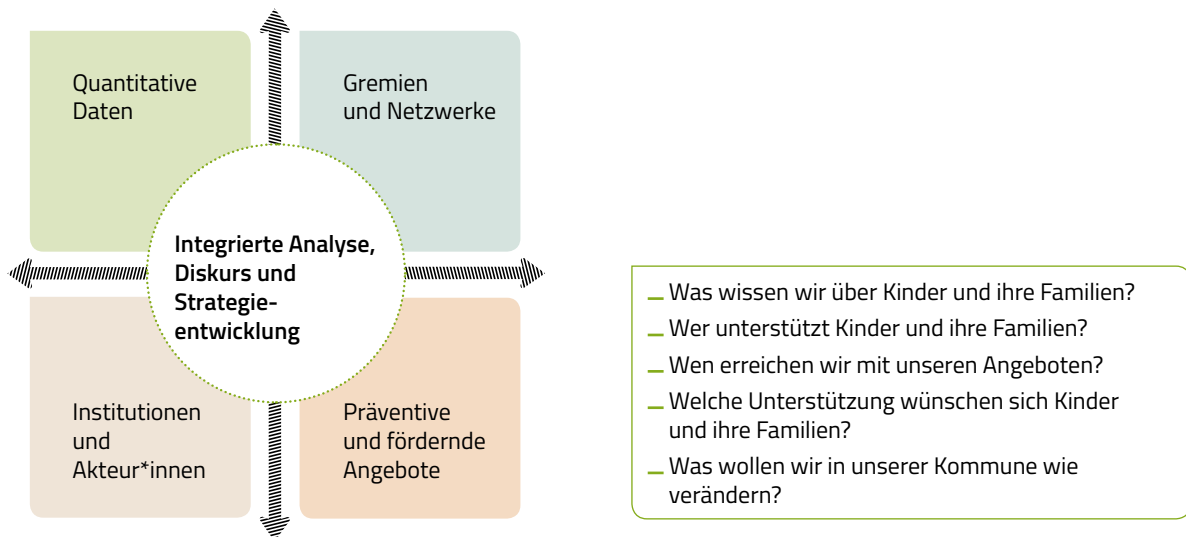 Quantitative
Daten
Gremien
und Netzwerke
Integrierte Analyse,
Diskurs und
Strategie-
entwicklung
Institutionen
und
Akteur*innen
Präventive
und fördernde
Angebote
Was wissen wir über Kinder und ihre Familien?
Wer unterstützt Kinder und ihre Familien?
Wen erreichen wir mit unseren Angeboten?
Welche Unterstützung wünschen sich Kinder
und ihre Familien?
Was wollen wir in unserer Kommune wie
verändern?